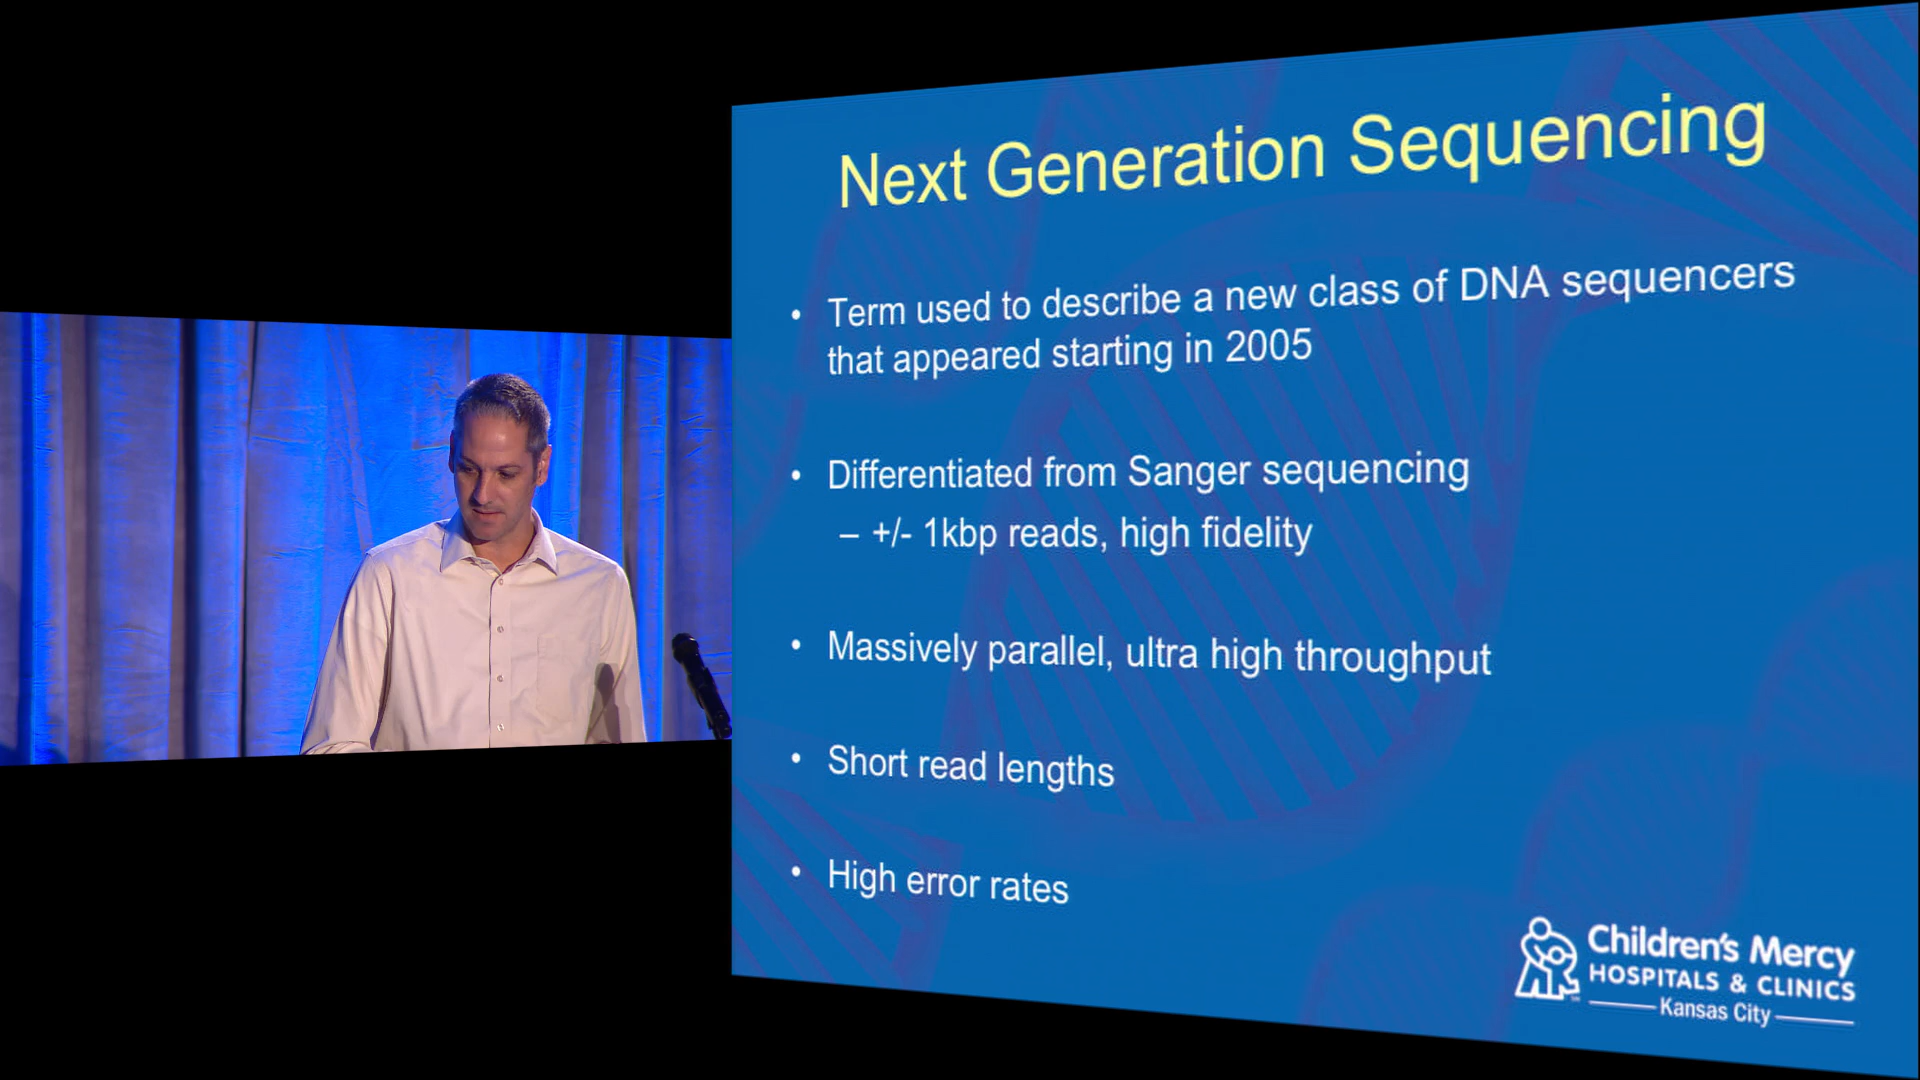 Next Generation Sequencing
• Term used to describe a new class of DNA sequencers
that appeared starting in 2005
• Differentiated from Sanger sequencing
– +/- 1kbp reads, high fidelity
• Massively parallel, ultra high throughput
• Short read lengths
• High error rates
Children's Mercy
HOSPITALS & CLINICS
Kansas City